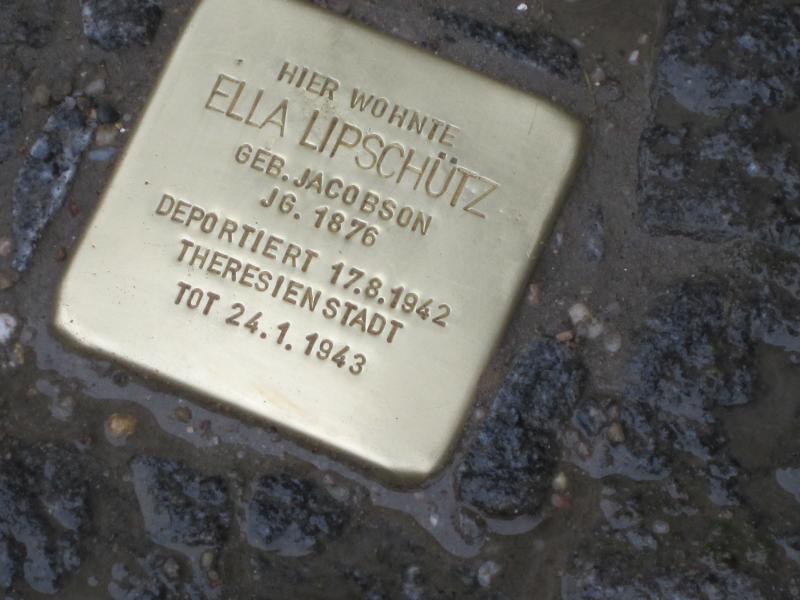 HIER WOHNTE
ELLA LIPSCHÜTZ
GEB. JACOBSON
JG. 1876
DEPORTIERT 17.8.1942
THERESIENSTADT
TOT 24.1.1943